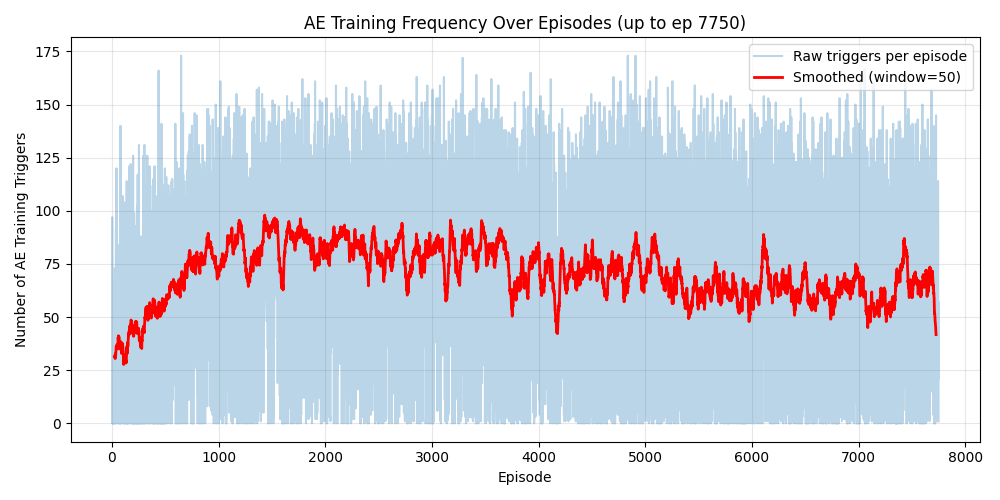 AE Training Frequency Over Episodes (up to ep 7750)
Raw triggers per episode
Smoothed (window=50)
Number of AE Training Triggers
175
150
125
100
75
50
25
0
0 1000 2000 3000 4000 5000 6000 7000 8000
Episode